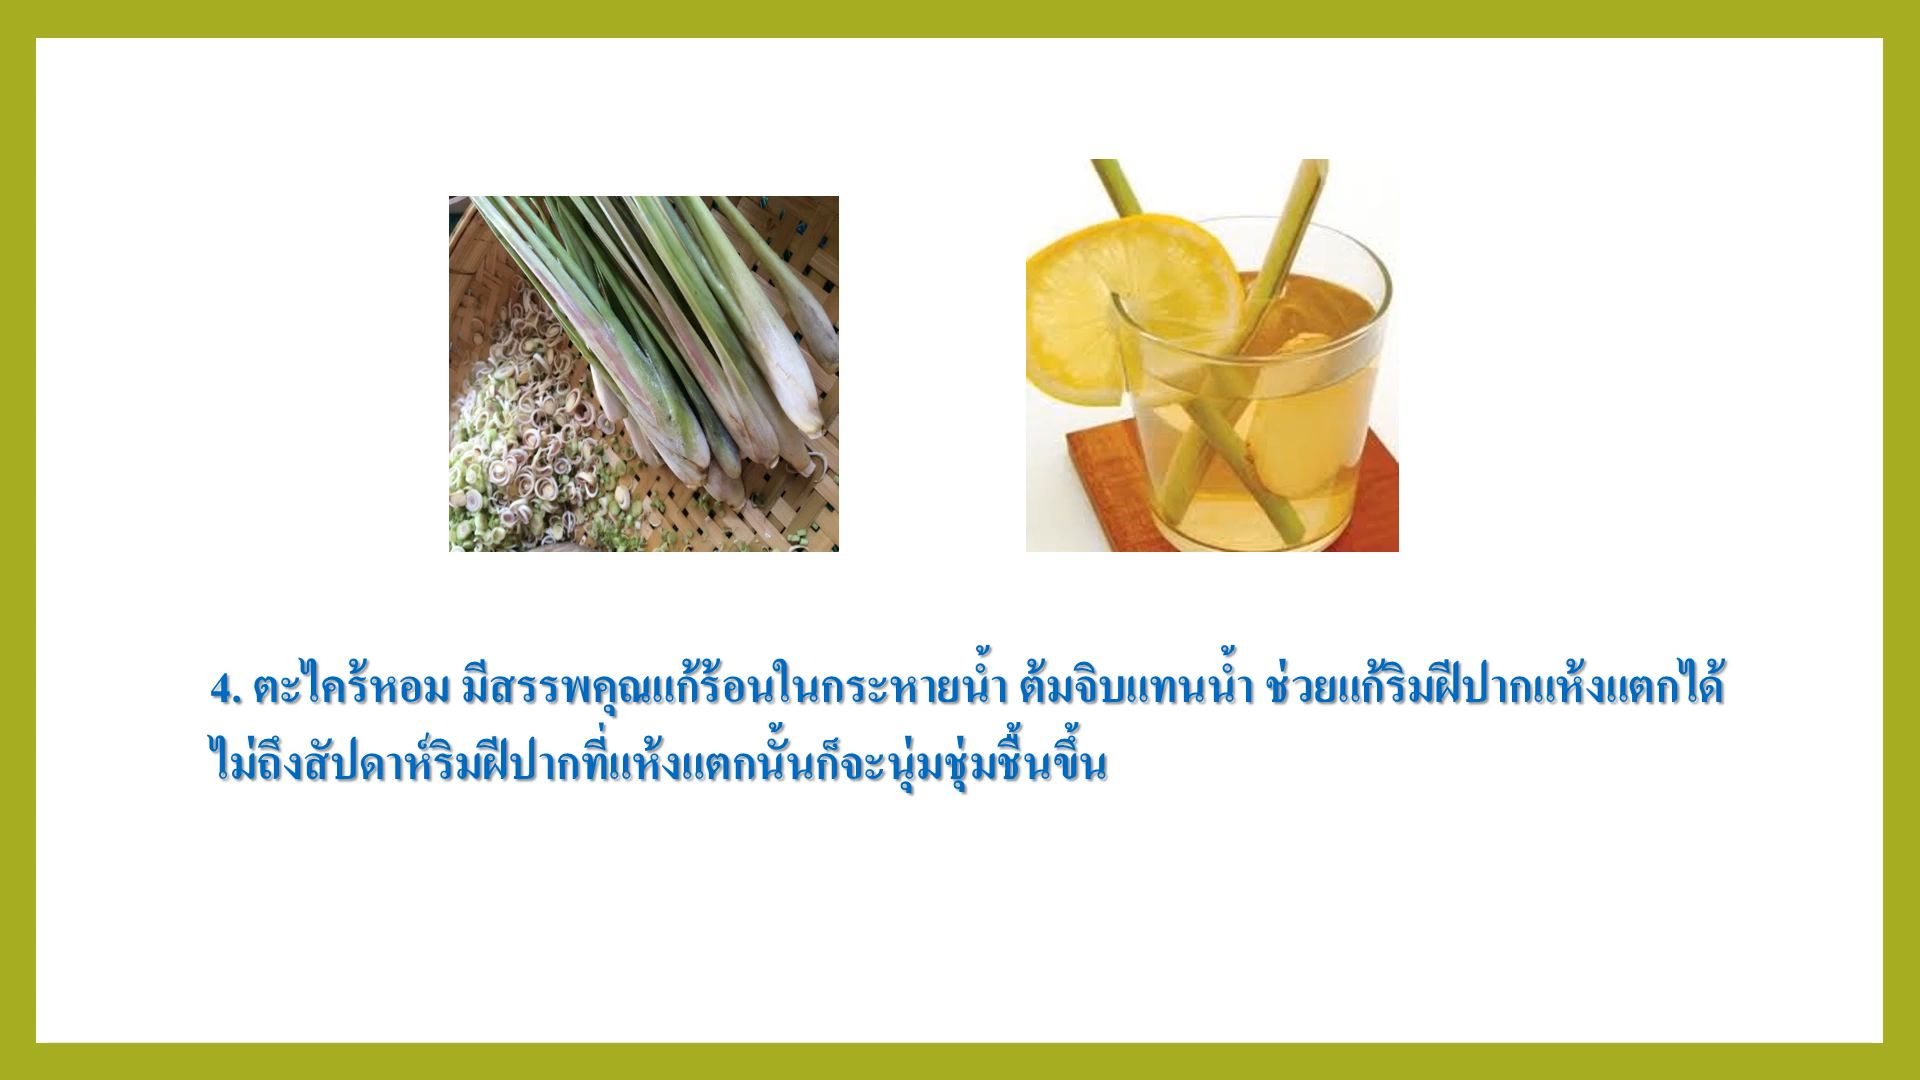 4. ตะไคร้หอม มีสรรพคุณแก้ร้อนในกระหายน้ำ ต้มจิบแทนน้ำ ช่วยแก้ริมฝีปากแห้งแตกได้
ไม่ถึงสัปดาห์ริมฝีปากที่แห้งแตกนั้นก็จะนุ่มชุ่มชื้นขึ้น